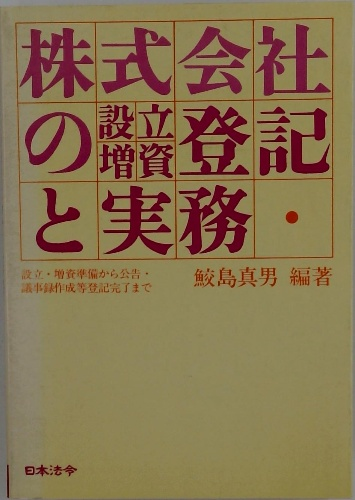 株式会社
の設立増資登記
と実務・
設立・増資準備から公告・
議事録作成等登記完了まで
鮫島真男 編著
日本法令